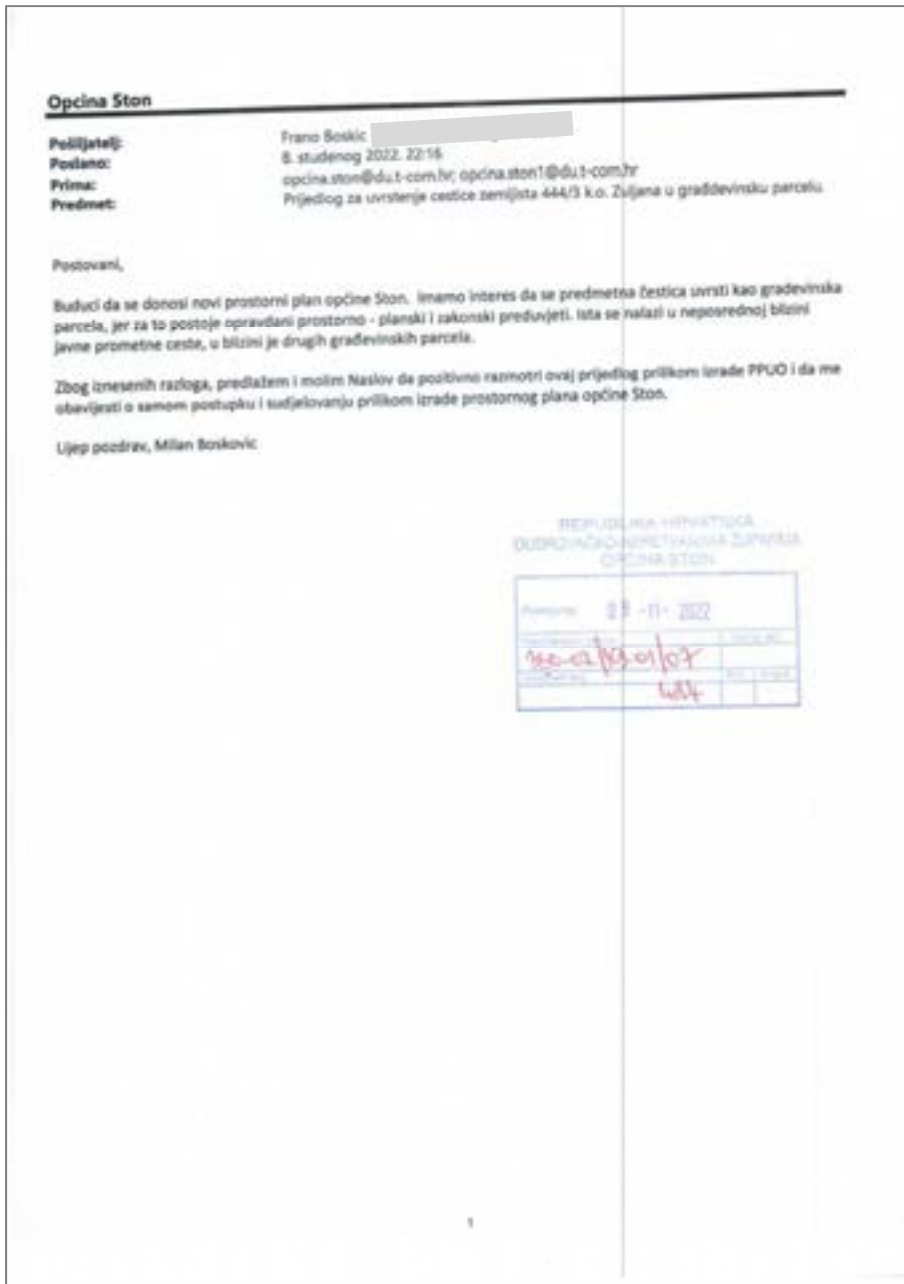 Opcina Ston
Pošiljatelj: Frano Boskic
Poslano: 8. studenog 2022. 22:16
Prima: opcina.ston@du.t-com.hr; opcina.ston1@du.t-com.hr
Predmet: Prijedlog za uvrstenje cestice zemljista 444/3 k.o. Zuljana u građdevinsku parcelu
Postovani,
Buduci da se donosi novi prostorni plan općine Ston. Imamo interes da se predmetna čestica uvrsti kao građevinska
parcela, jer za to postoje opravdani prostorno - planski i zakonski preduvjeti. Ista se nalazi u neposrednoj blizini
javne prometne ceste, u blizini je drugih građevinskih parcela.
Zbog iznesenih razloga, predlažem i molim Naslov da pozitivno razmotri ovaj prijedlog prilikom izrade PPUO i da me
obavijesti o samom postupku i sudjelovanju prilikom izrade prostornog plana općine Ston.
Lijep pozdrav, Milan Boskovic
REPUBLIKA HRVATSKA
DUBROVAČKO-NERETVANSKA ŽUPANIJA
OPĆINA STON
-11- 2022
1